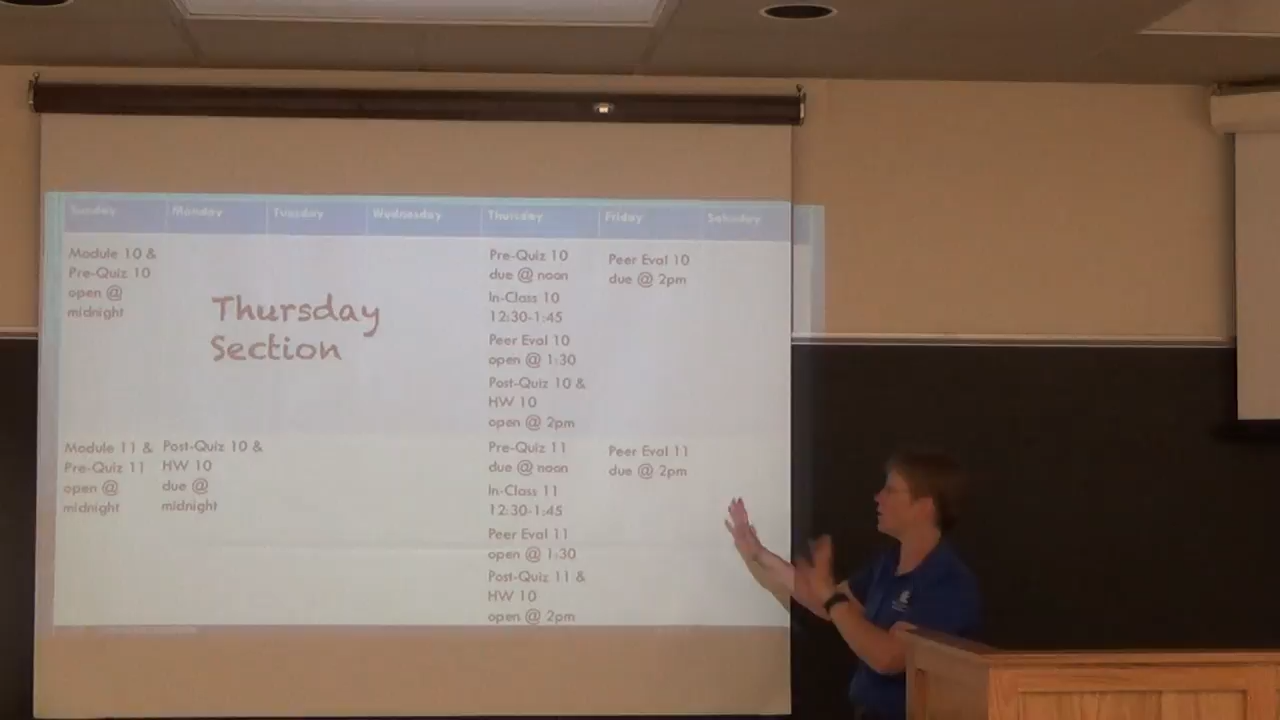 Sunday Monday Tuesday Wednesday Thursday Friday Saturday
Module 10 &
Pre-Quiz 10
open @
midnight
Thursday
Section
Pre-Quiz 10
due @ noon
In-Class 10
12:30-1:45
Peer Eval 10
open @ 1:30
Post-Quiz 10 &
HW 10
open @ 2pm
Peer Eval 10
due @ 2pm
Module 11 &
Pre-Quiz 11
open @
midnight
Post-Quiz 10 &
HW 10
due @
midnight
Pre-Quiz 11
due @ noon
In-Class 11
12:30-1:45
Peer Eval 11
open @ 1:30
Post-Quiz 11 &
HW 10
open @ 2pm
Peer Eval 11
due @ 2pm